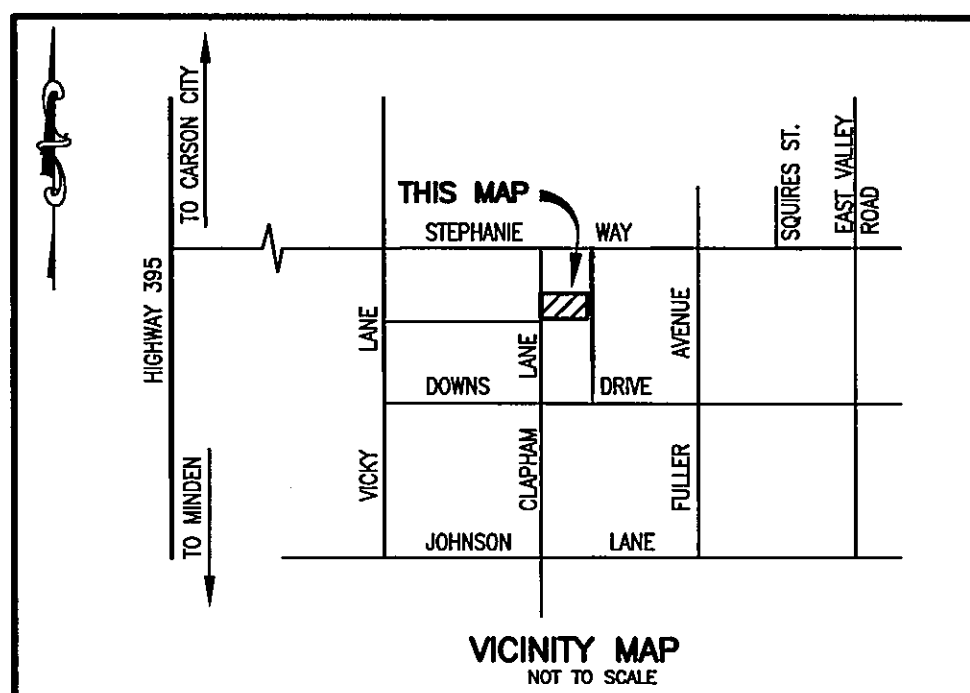 TO CARSON CITY
SQUIRES ST.
EAST VALLEY
ROAD
THIS MAP
STEPHANIE WAY
HIGHWAY 395
LANE
LANE
AVENUE
DOWNS DRIVE
TO MINDEN
VICKY
CLAPHAM
FULLER
JOHNSON LANE
VICINITY MAP
NOT TO SCALE